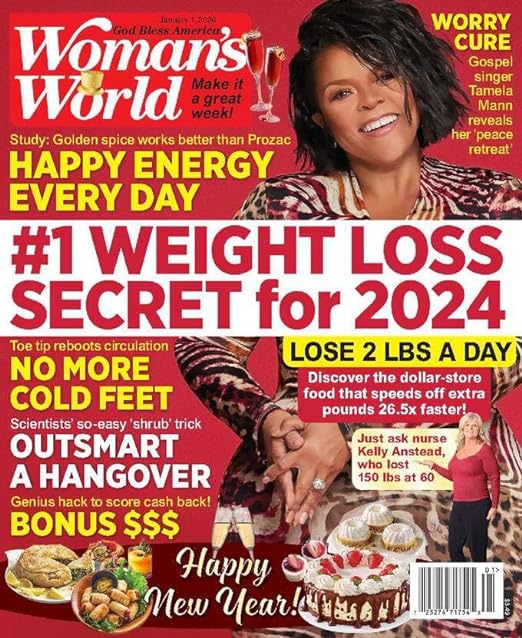 January 1, 2024
God Bless America
Woman's
World
Make it
a great
week!
WORRY
CURE
Gospel
singer
Tamela
Mann
reveals
her 'peace
retreat'
Study: Golden spice works better than Prozac
HAPPY ENERGY
EVERY DAY
#1 WEIGHT LOSS
SECRET for 2024
LOSE 2 LBS A DAY
Discover the dollar-store
food that speeds off extra
pounds 26.5x faster!
Just ask nurse
Kelly Anstead,
who lost
150 lbs at 60
Toe tip reboots circulation
NO MORE
COLD FEET
Scientists' so-easy 'shrub' trick
OUTSMART
A HANGOVER
Genius hack to score cash back!
BONUS $$$
Happy
New Year!
01>
$3.49
1 25274 71754 3